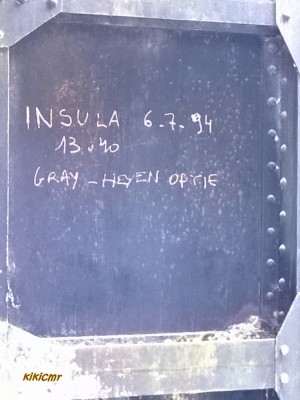 INSULA 6-7-94
13.40
GRAY - HEYEN OPTIE
kikicmr